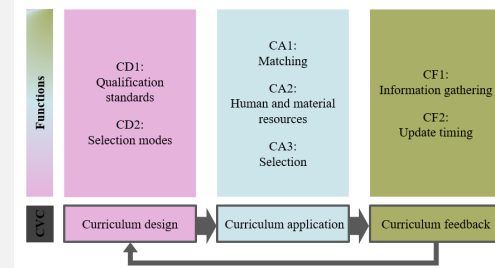 Functions
CD1:
Qualification
standards
CD2:
Selection modes
CA1:
Matching
CA2:
Human and material
resources
CA3:
Selection
CF1:
Information gathering
CF2:
Update timing
CVC
Curriculum design
Curriculum application
Curriculum feedback